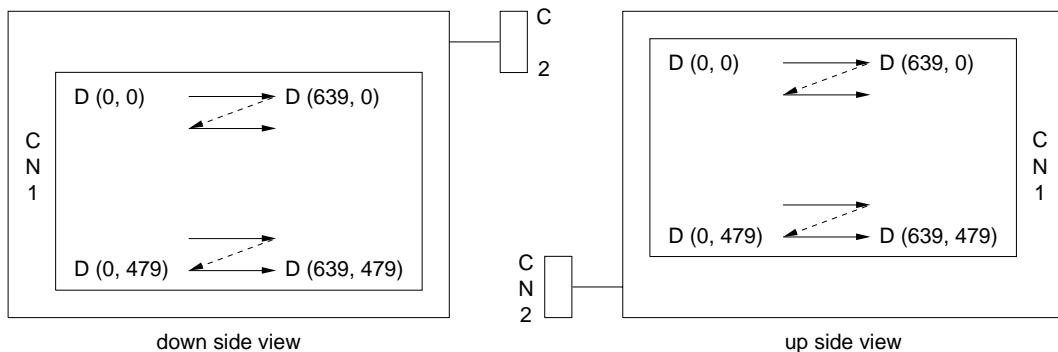 C
2
D (0, 0) D (639, 0)
C
N
1
D (0, 479) D (639, 479)
down side view
D (0, 0) D (639, 0)
C
N
1
D (0, 479) D (639, 479)
C
N
2
up side view